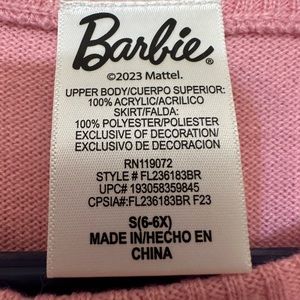 Barbie®
©2023 Mattel.
UPPER BODY/CUERPO SUPERIOR:
100% ACRYLIC/ACRILICO
SKIRT/FALDA:
100% POLYESTER/POLIESTER
EXCLUSIVE OF DECORATION/
EXCLUSIVE DE DECORACION
RN119072
STYLE # FL236183BR
UPC# 193058359845
CPSIA#:FL236183BR F23
S(6-6X)
MADE IN/HECHO EN
CHINA